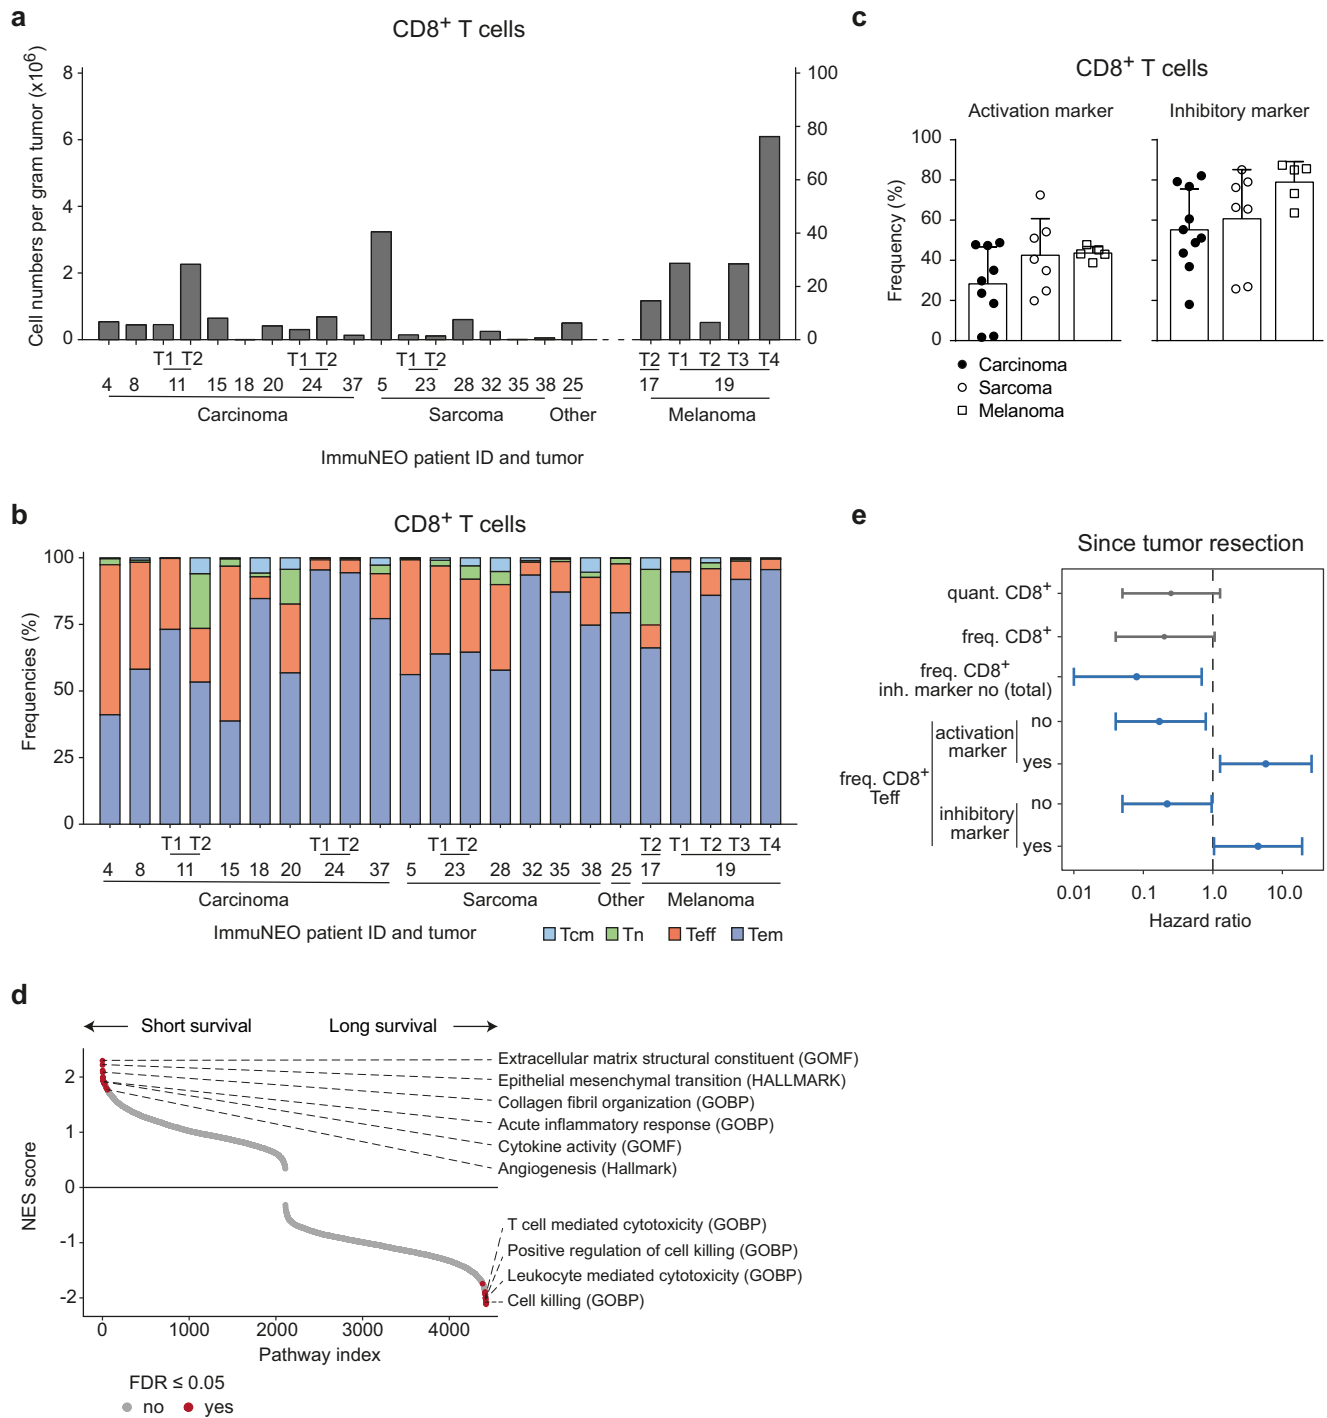 a
CD8+ T cells
Cell numbers per gram tumor (x10⁶)
8
6
4
2
0
100
80
60
40
20
0
T1 T2 T1 T2 T1 T2 T2 T1 T2 T3 T4
4 8 11 15 18 20 24 37 5 23 28 32 35 38 25 17 19
Carcinoma Sarcoma Other Melanoma
ImmuNEO patient ID and tumor
c
CD8+ T cells
Activation marker Inhibitory marker
Frequency (%)
100
80
60
40
20
0
Carcinoma
Sarcoma
Melanoma
b
CD8+ T cells
Frequencies (%)
100
75
50
25
0
T1 T2 T1 T2 T1 T2 T2 T1 T2 T3 T4
4 8 11 15 18 20 24 37 5 23 28 32 35 38 25 17 19
Carcinoma Sarcoma Other Melanoma
ImmuNEO patient ID and tumor
Tcm Tn Teff Tem
e
Since tumor resection
quant. CD8+
freq. CD8+
freq. CD8+
inh. marker no (total)
freq. CD8+
Teff
activation
marker
no
yes
inhibitory
marker
no
yes
0.01 0.1 1.0 10.0
Hazard ratio
d
Short survival Long survival
NES score
2
1
0
-1
-2
Extracellular matrix structural constituent (GOMF)
Epithelial mesenchymal transition (HALLMARK)
Collagen fibril organization (GOBP)
Acute inflammatory response (GOBP)
Cytokine activity (GOMF)
Angiogenesis (Hallmark)
T cell mediated cytotoxicity (GOBP)
Positive regulation of cell killing (GOBP)
Leukocyte mediated cytotoxicity (GOBP)
Cell killing (GOBP)
0 1000 2000 3000 4000
Pathway index
FDR ≤ 0.05
no yes